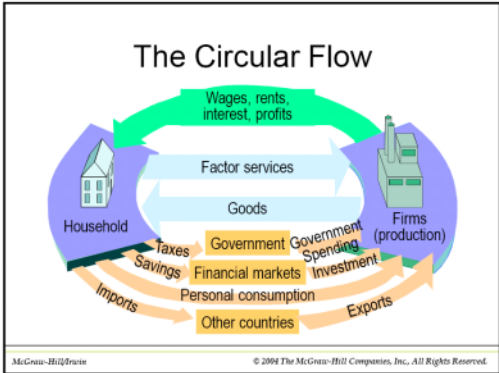 The Circular Flow
Wages, rents,
interest, profits
Factor services
Goods
Household
Firms
(production)
Taxes
Government
Government
Spending
Savings
Financial markets
Investment
Personal consumption
Imports
Other countries
Exports
McGraw-Hill/Irwin
© 2004 The McGraw-Hill Companies, Inc., All Rights Reserved.